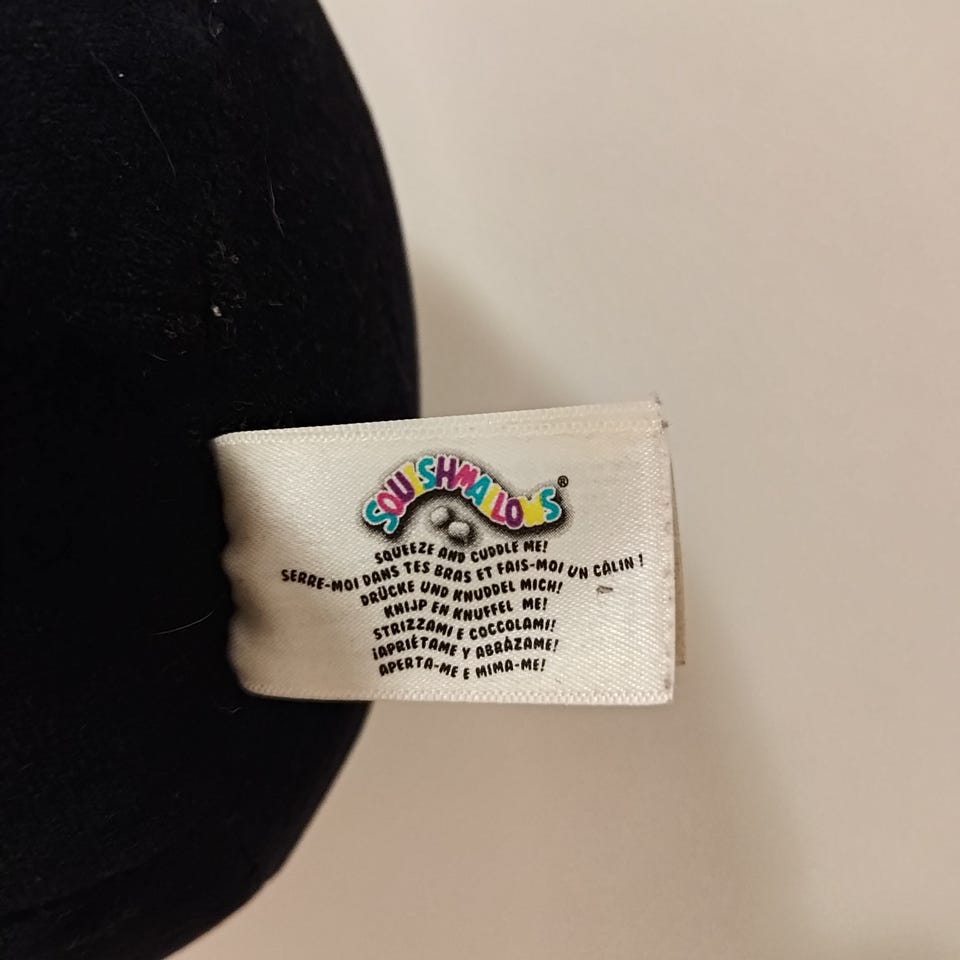 SQUISHMALLOWS®
SQUEEZE AND CUDDLE ME!
SERRE-MOI DANS TES BRAS ET FAIS-MOI UN CÂLIN !
DRÜCKE UND KNUDDEL MICH!
KNIJP EN KNUFFEL ME!
STRIZZAMI E COCCOLAMI!
¡APRIÉTAME Y ABRÁZAME!
APERTA-ME E MIMA-ME!